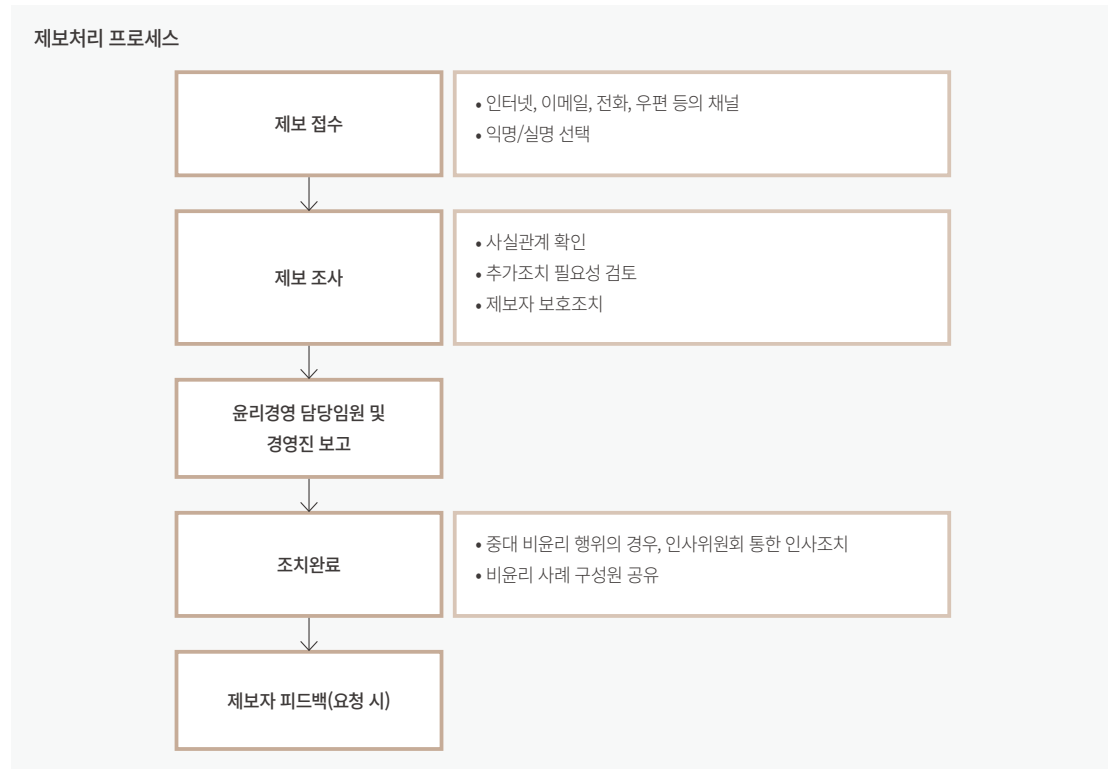 제보처리 프로세스
제보 접수
• 인터넷, 이메일, 전화, 우편 등의 채널
• 익명/실명 선택
제보 조사
• 사실관계 확인
• 추가조치 필요성 검토
• 제보자 보호조치
윤리경영 담당임원 및
경영진 보고
조치완료
• 중대 비윤리 행위의 경우, 인사위원회 통한 인사조치
• 비윤리 사례 구성원 공유
제보자 피드백(요청 시)